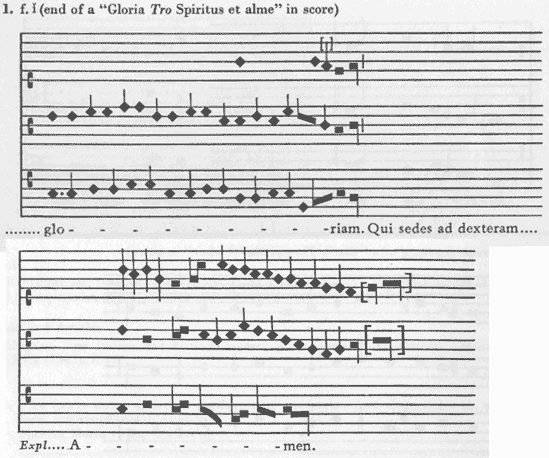 1. f. ĭ (end of a “Gloria Tro Spiritus et alme” in score)
........ glo - - - - - - - - - -riam. Qui sedes ad dexteram....
Expl.... A - - - - - - - men.